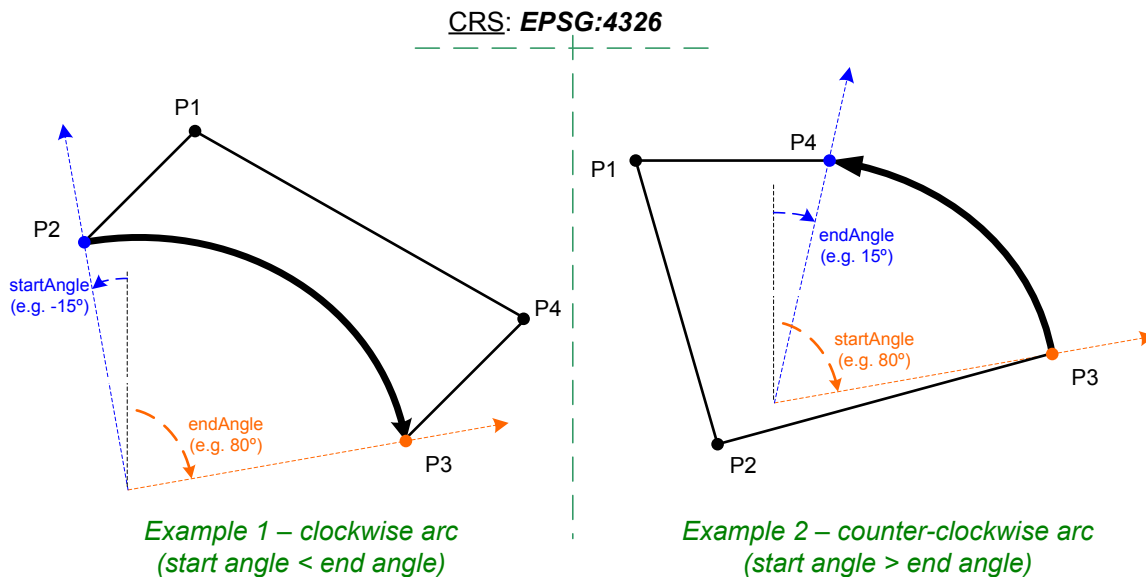 CRS: EPSG:4326
P1
P2
startAngle
(e.g. -15º)
P4
endAngle
(e.g. 80º)
P3
Example 1 – clockwise arc
(start angle < end angle)
P4
P1
endAngle
(e.g. 15º)
startAngle
(e.g. 80º)
P3
P2
Example 2 – counter-clockwise arc
(start angle > end angle)